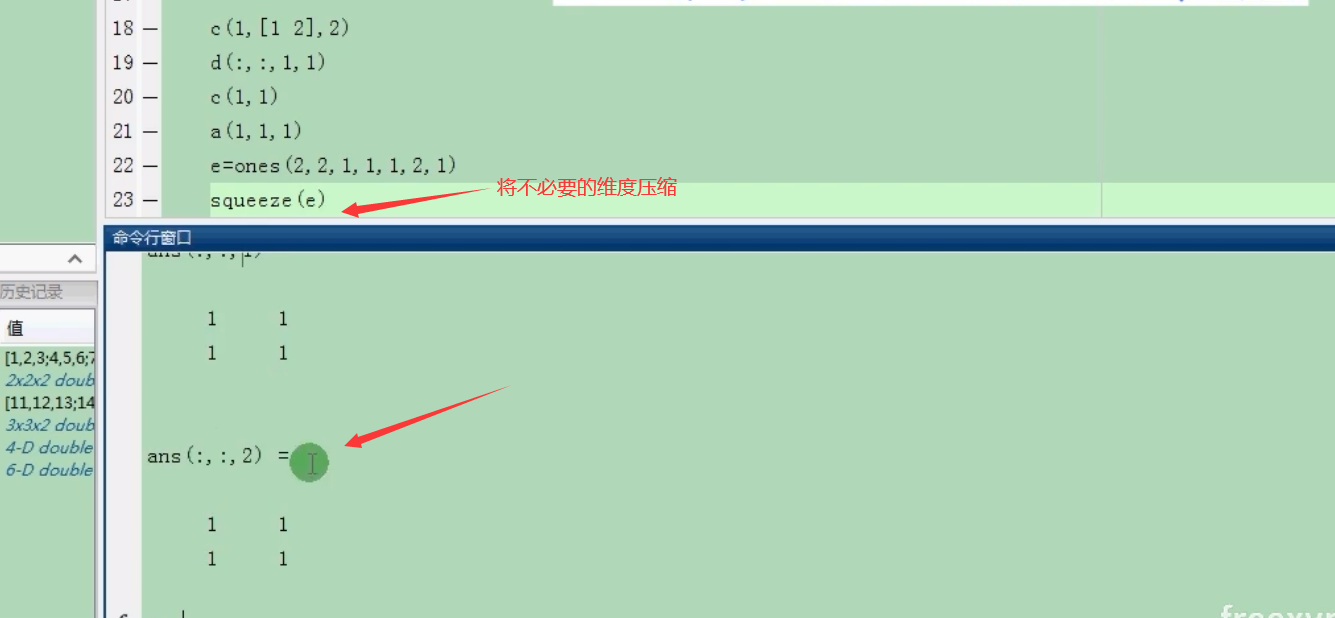 18 — c(1,[1 2],2)
19 — d(:,:,1,1)
20 — c(1,1)
21 — a(1,1,1)
22 — e=ones(2,2,1,1,1,2,1)
23 — squeeze(e)
将不必要的维度压缩
命令行窗口
ans(:,:,1)
1 1
1 1
ans(:,:,2) =
1 1
1 1
历史记录
值
[1,2,3;4,5,6;7
2x2x2 doub
[11,12,13;14
3x3x2 doub
4-D double
6-D double